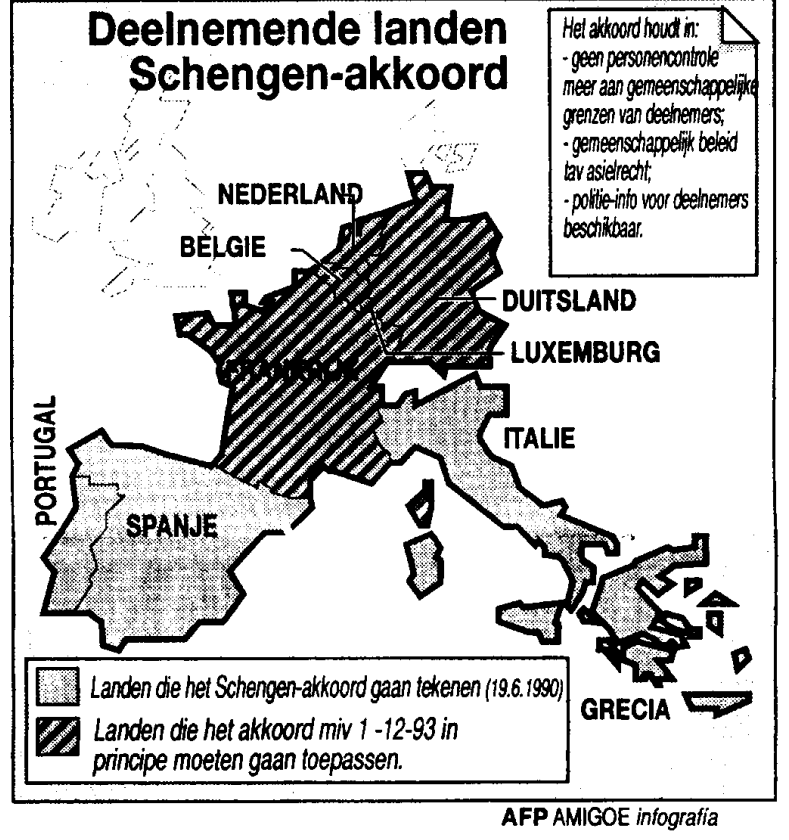 Deelnemende landen
Schengen-akkoord
Het akkoord houdt in:
- geen personencontrole
meer aan gemeenschappelijke
grenzen van deelnemers;
- gemeenschappelijk beleid
tav asielrecht;
- politie-info voor deelnemers
beschikbaar.
NEDERLAND
BELGIE
DUITSLAND
LUXEMBURG
FRANKRIJK
ITALIE
PORTUGAL
SPANJE
GRECIA
Landen die het Schengen-akkoord gaan tekenen (19.6.1990)
Landen die het akkoord miv 1 -12-93 in
principe moeten gaan toepassen.
AFP AMIGOE infografia